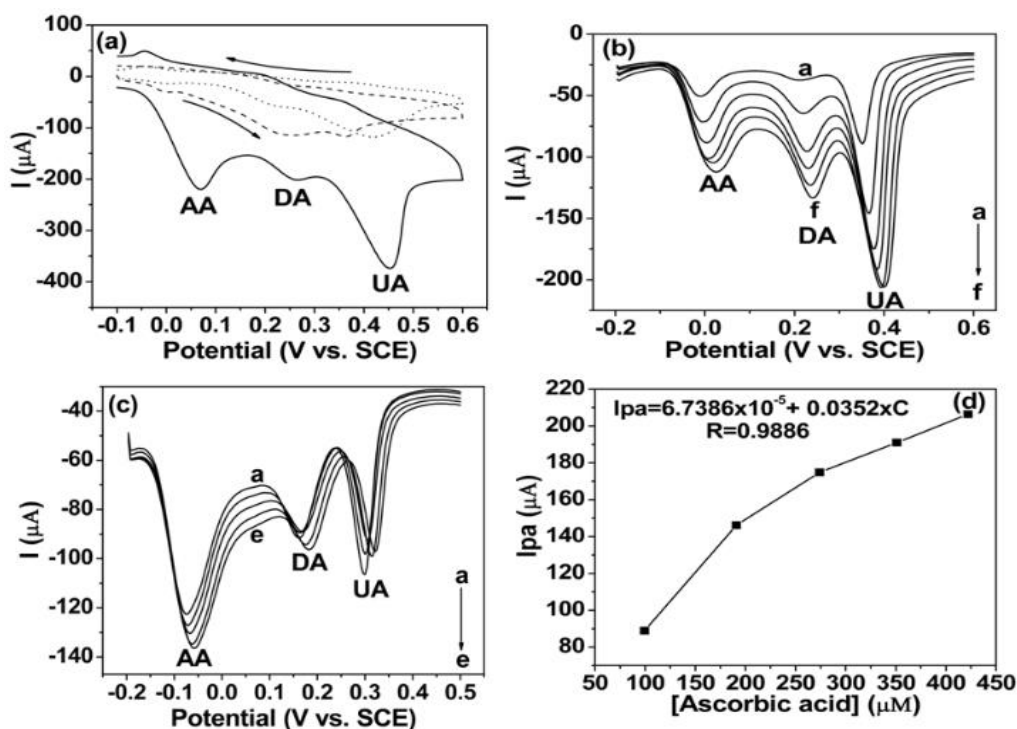 (a)
I (µA)
100
0
-100
-200
-300
-400
AA
DA
UA
-0.1 0.0 0.1 0.2 0.3 0.4 0.5 0.6
Potential (V vs. SCE)
(b)
I (µA)
0
-50
-100
-150
-200
a
AA
f
DA
UA
a
f
-0.2 0.0 0.2 0.4 0.6
Potential (V vs. SCE)
(c)
I (µA)
-40
-60
-80
-100
-120
-140
a
e
AA
DA
UA
a
e
-0.2 -0.1 0.0 0.1 0.2 0.3 0.4 0.5
Potential (V vs. SCE)
(d)
Ipa=6.7386x10⁻⁵+ 0.0352xC
R=0.9886
Ipa (µA)
220
200
180
160
140
120
100
80
50 100 150 200 250 300 350 400 450
[Ascorbic acid] (µM)